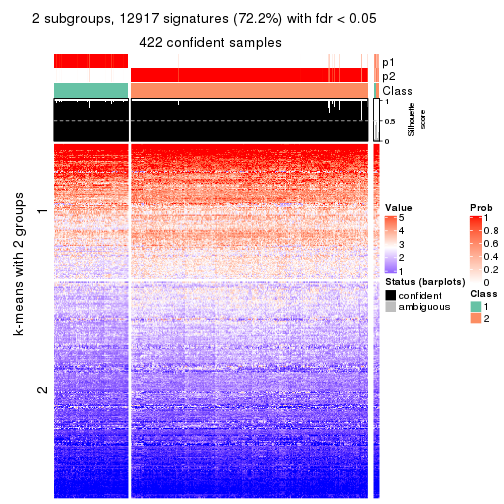 2 subgroups, 12917 signatures (72.2%) with fdr < 0.05
422 confident samples
p1
p2
Class
1
0.5
0
Silhouette
score
k-means with 2 groups
1
2
Value
5
4
3
2
1
Status (barplots)
confident
ambiguous
Prob
1
0.8
0.6
0.4
0.2
0
Class
1
2